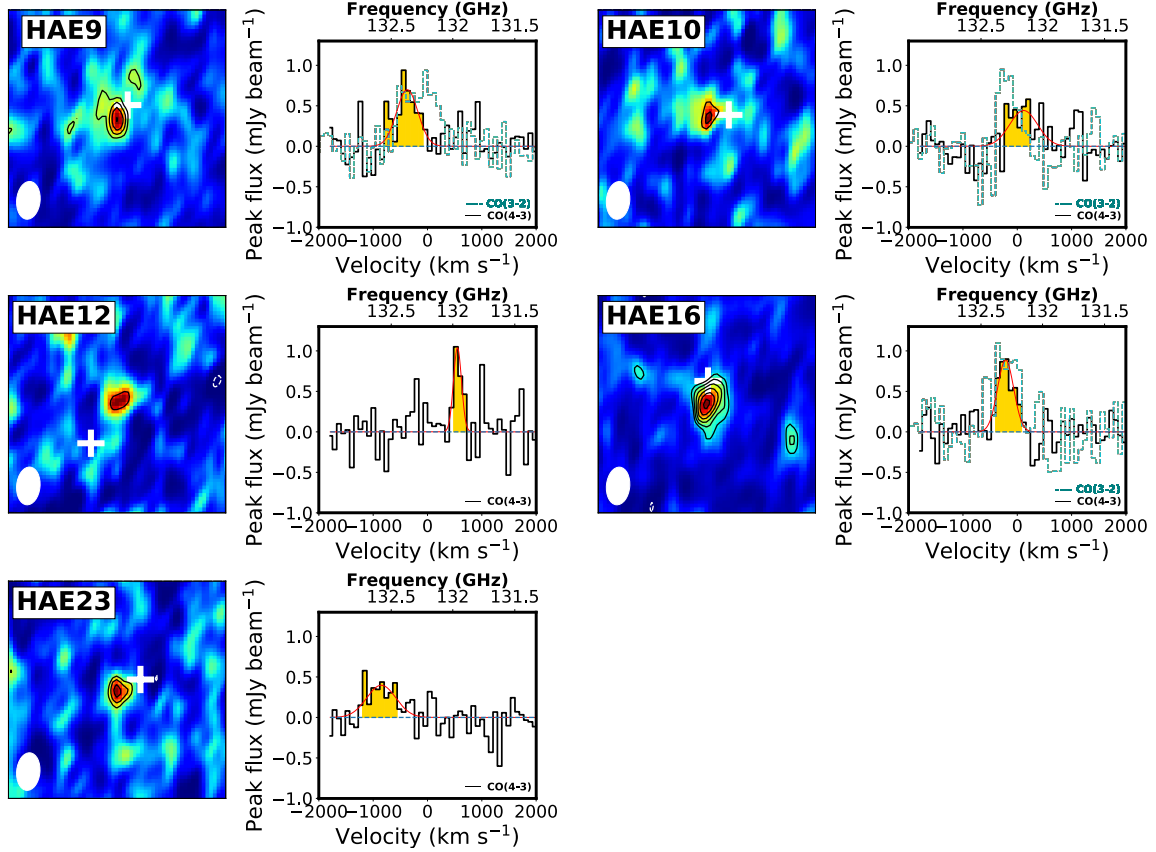 HAE9
Frequency (GHz)
132.5 132 131.5
Peak flux (mJy beam−1)
1.0
0.5
0.0
−0.5
−1.0
CO(3-2)
CO(4-3)
−2000 −1000 0 1000 2000
Velocity (km s−1)
HAE10
Frequency (GHz)
132.5 132 131.5
Peak flux (mJy beam−1)
1.0
0.5
0.0
−0.5
−1.0
CO(3-2)
CO(4-3)
−2000 −1000 0 1000 2000
Velocity (km s−1)
HAE12
Frequency (GHz)
132.5 132 131.5
Peak flux (mJy beam−1)
1.0
0.5
0.0
−0.5
−1.0
CO(4-3)
−2000 −1000 0 1000 2000
Velocity (km s−1)
HAE16
Frequency (GHz)
132.5 132 131.5
Peak flux (mJy beam−1)
1.0
0.5
0.0
−0.5
−1.0
CO(3-2)
CO(4-3)
−2000 −1000 0 1000 2000
Velocity (km s−1)
HAE23
Frequency (GHz)
132.5 132 131.5
Peak flux (mJy beam−1)
1.0
0.5
0.0
−0.5
−1.0
CO(4-3)
−2000 −1000 0 1000 2000
Velocity (km s−1)